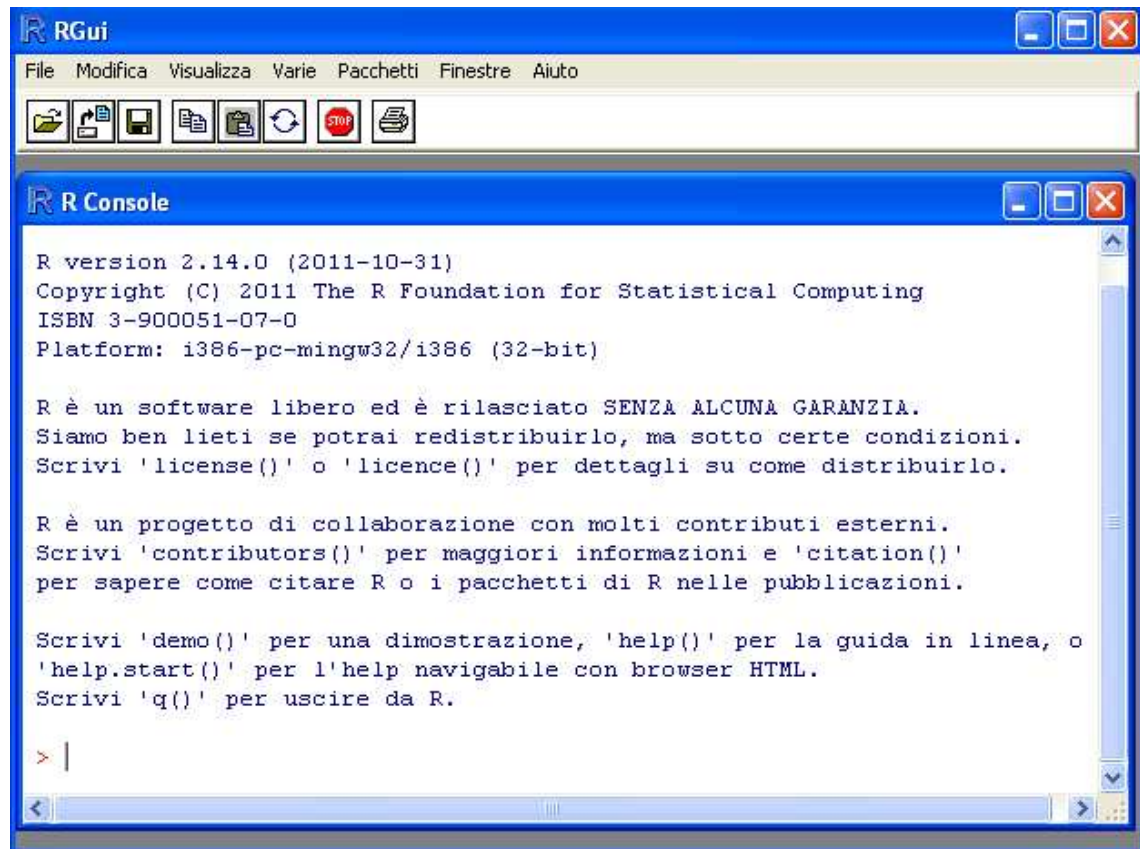 RGui
File Modifica Visualizza Varie Pacchetti Finestre Aiuto
STOP
R Console
R version 2.14.0 (2011-10-31)
Copyright (C) 2011 The R Foundation for Statistical Computing
ISBN 3-900051-07-0
Platform: i386-pc-mingw32/i386 (32-bit)
R è un software libero ed è rilasciato SENZA ALCUNA GARANZIA.
Siamo ben lieti se potrai redistribuirlo, ma sotto certe condizioni.
Scrivi 'license()' o 'licence()' per dettagli su come distribuirlo.
R è un progetto di collaborazione con molti contributi esterni.
Scrivi 'contributors()' per maggiori informazioni e 'citation()'
per sapere come citare R o i pacchetti di R nelle pubblicazioni.
Scrivi 'demo()' per una dimostrazione, 'help()' per la guida in linea, o
'help.start()' per l'help navigabile con browser HTML.
Scrivi 'q()' per uscire da R.
>